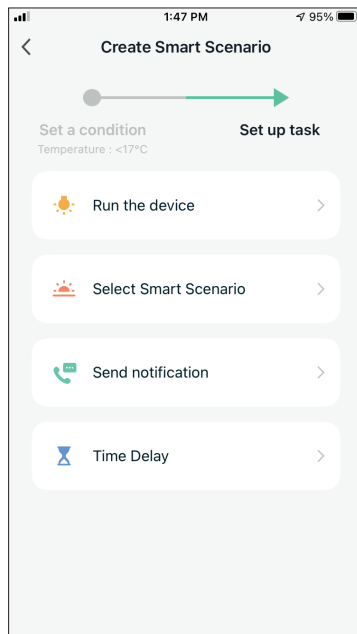 1:47 PM
95%
Create Smart Scenario
Set a condition
Set up task
Temperature : <17°C
Run the device
Select Smart Scenario
Send notification
Time Delay